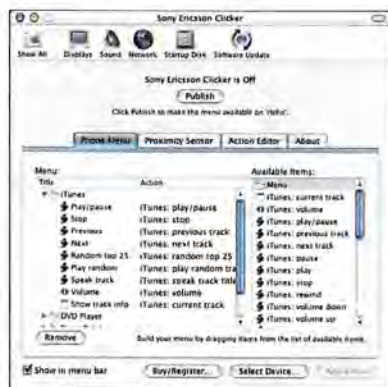 Sony Ericsson Clicker
Show All Displays Sound Network Startup Disk Software Update
Sony Ericsson Clicker is Off
Publish
Click Publish to make the menu available on 'Hello'.
Phone Menu Proximity Sensor Action Editor About
Menu: Available Items:
Title Action
iTunes
Play/pause iTunes: play/pause
Stop iTunes: stop
Previous iTunes: previous track
Next iTunes: next track
Random top 25 iTunes: random top 25
Play random iTunes: play random tra
Speak track iTunes: speak track title
Volume iTunes: volume
Show track info iTunes: current track
DVD Player
Menu
iTunes: current track
iTunes: volume
iTunes: play/pause
iTunes: previous track
iTunes: next track
iTunes: pause
iTunes: play
iTunes: stop
iTunes: rewind
iTunes: volume down
iTunes: volume up
Remove Build your menu by dragging items from the list of available items.
Show in menu bar Buy/Register... Select Device...